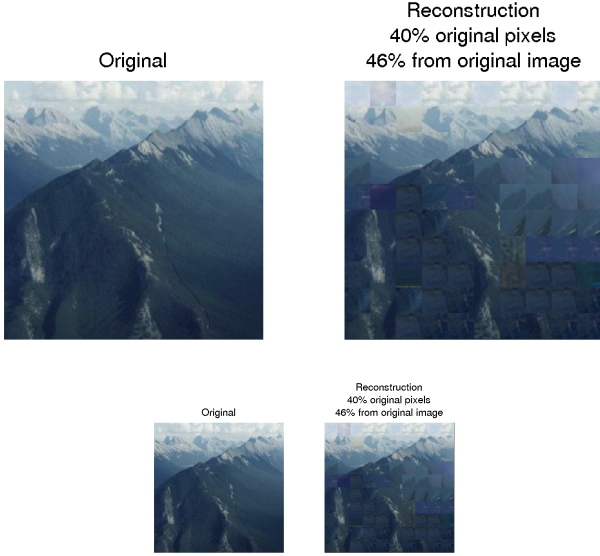 Original
Reconstruction
40% original pixels
46% from original image
Original
Reconstruction
40% original pixels
46% from original image